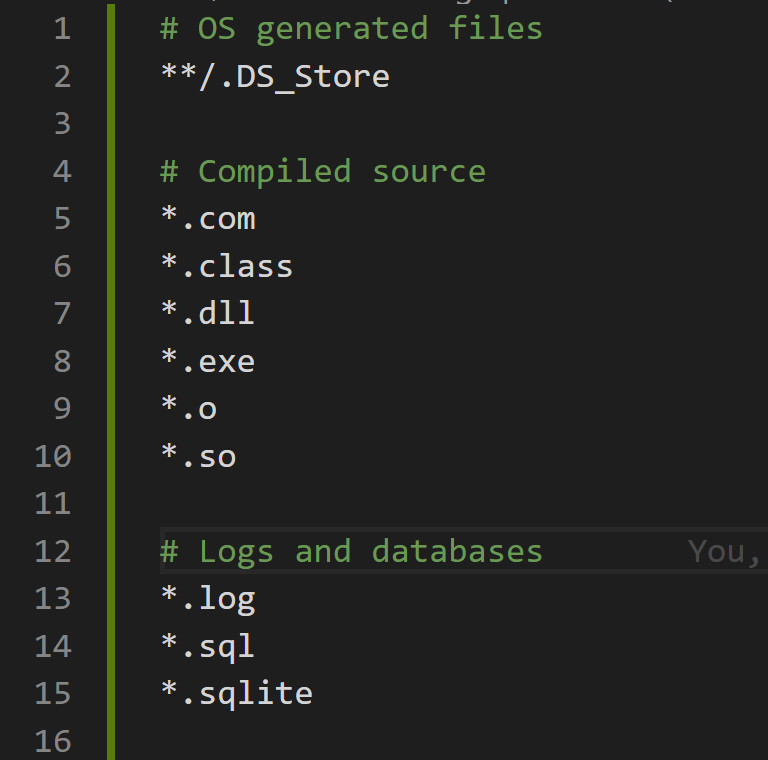 1 # OS generated files
2 **/.DS_Store
3
4 # Compiled source
5 *.com
6 *.class
7 *.dll
8 *.exe
9 *.o
10 *.so
11
12 # Logs and databases You,
13 *.log
14 *.sql
15 *.sqlite
16